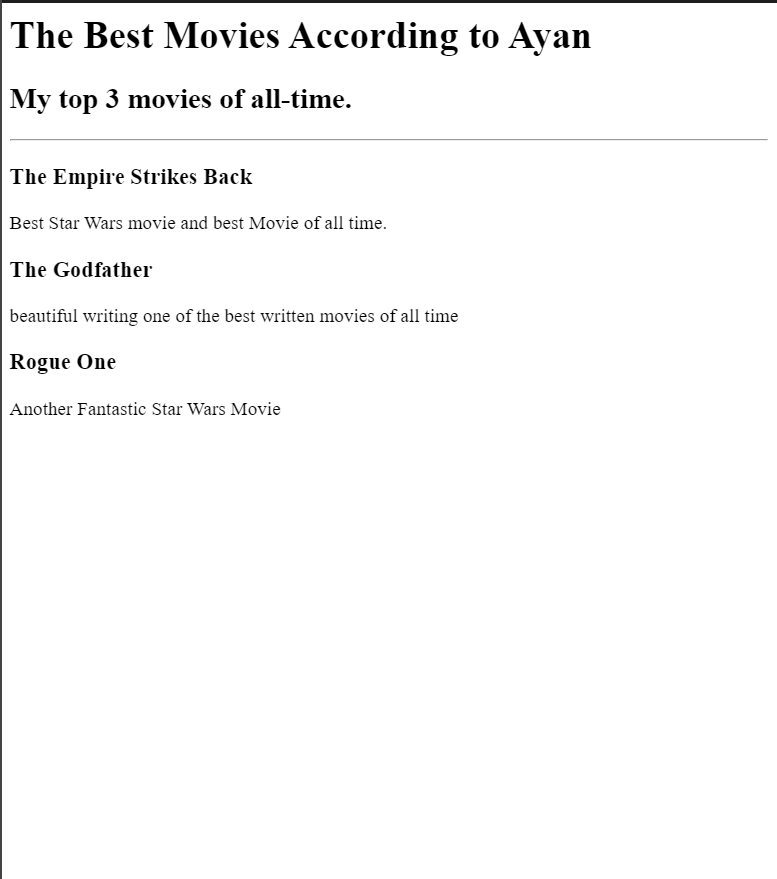 The Best Movies According to Ayan
My top 3 movies of all-time.
The Empire Strikes Back
Best Star Wars movie and best Movie of all time.
The Godfather
beautiful writing one of the best written movies of all time
Rogue One
Another Fantastic Star Wars Movie